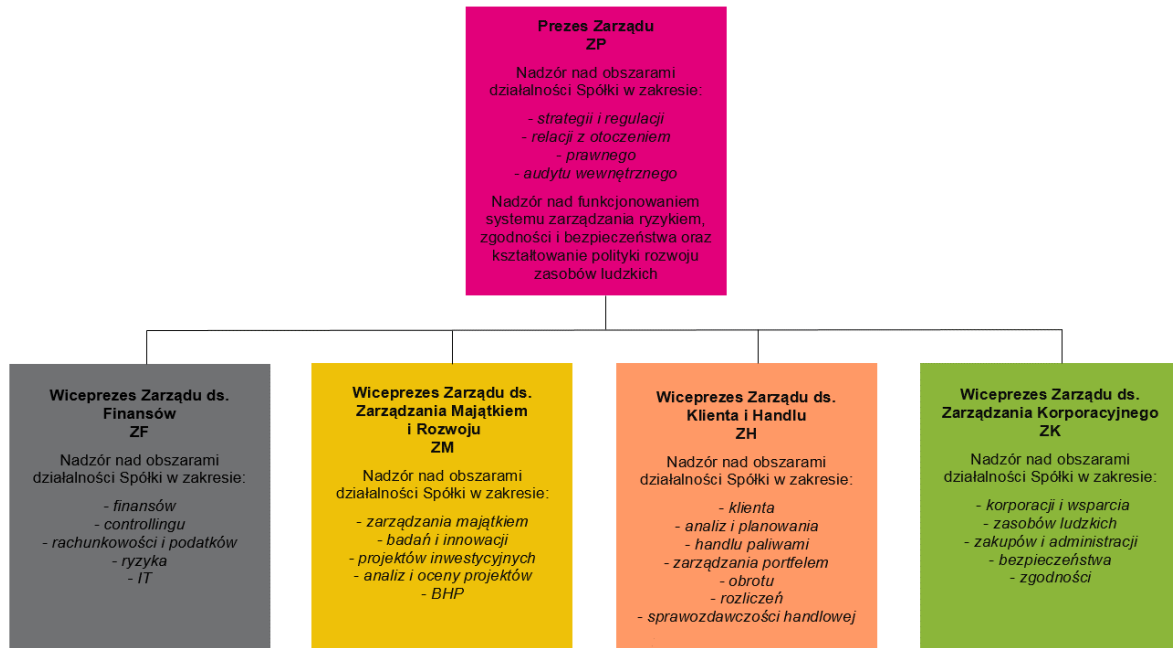 Prezes Zarządu
ZP
Nadzór nad obszarami
działalności Spółki w zakresie:
- strategii i regulacji
- relacji z otoczeniem
- prawnego
- audytu wewnętrznego
Nadzór nad funkcjonowaniem
systemu zarządzania ryzykiem,
zgodności i bezpieczeństwa oraz
kształtowanie polityki rozwoju
zasobów ludzkich
Wiceprezes Zarządu ds.
Finansów
ZF
Nadzór nad obszarami
działalności Spółki w zakresie:
- finansów
- controllingu
- rachunkowości i podatków
- ryzyka
- IT
Wiceprezes Zarządu ds.
Zarządzania Majątkiem
i Rozwoju
ZM
Nadzór nad obszarami
działalności Spółki w zakresie:
- zarządzania majątkiem
- badań i innowacji
- projektów inwestycyjnych
- analiz i oceny projektów
- BHP
Wiceprezes Zarządu ds.
Klienta i Handlu
ZH
Nadzór nad obszarami
działalności Spółki w zakresie:
- klienta
- analiz i planowania
- handlu paliwami
- zarządzania portfelem
- obrotu
- rozliczeń
- sprawozdawczości handlowej
Wiceprezes Zarządu ds.
Zarządzania Korporacyjnego
ZK
Nadzór nad obszarami
działalności Spółki w zakresie:
- korporacji i wsparcia
- zasobów ludzkich
- zakupów i administracji
- bezpieczeństwa
- zgodności